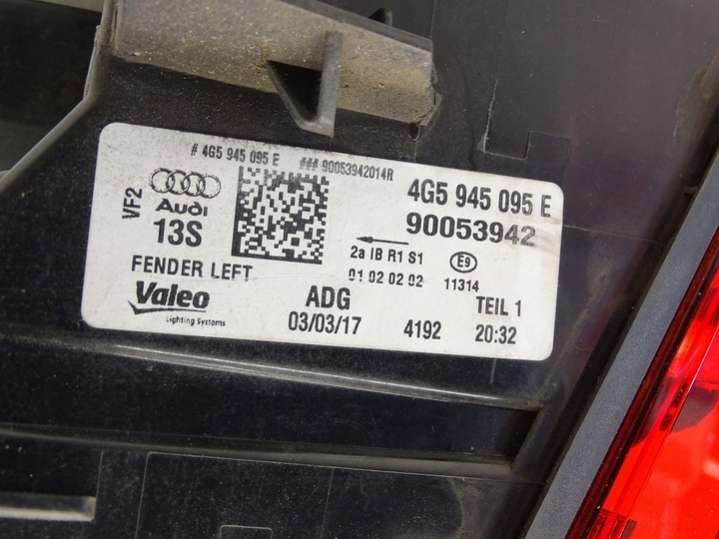 # 4G5 945 095 E ### 90053942014R
VF2
Audi
13S
4G5 945 095 E
90053942
2a IB R1 S1 E9
01 02 02 02 11314
FENDER LEFT
Valeo
Lighting Systems
ADG
TEIL 1
03/03/17 4192 20:32